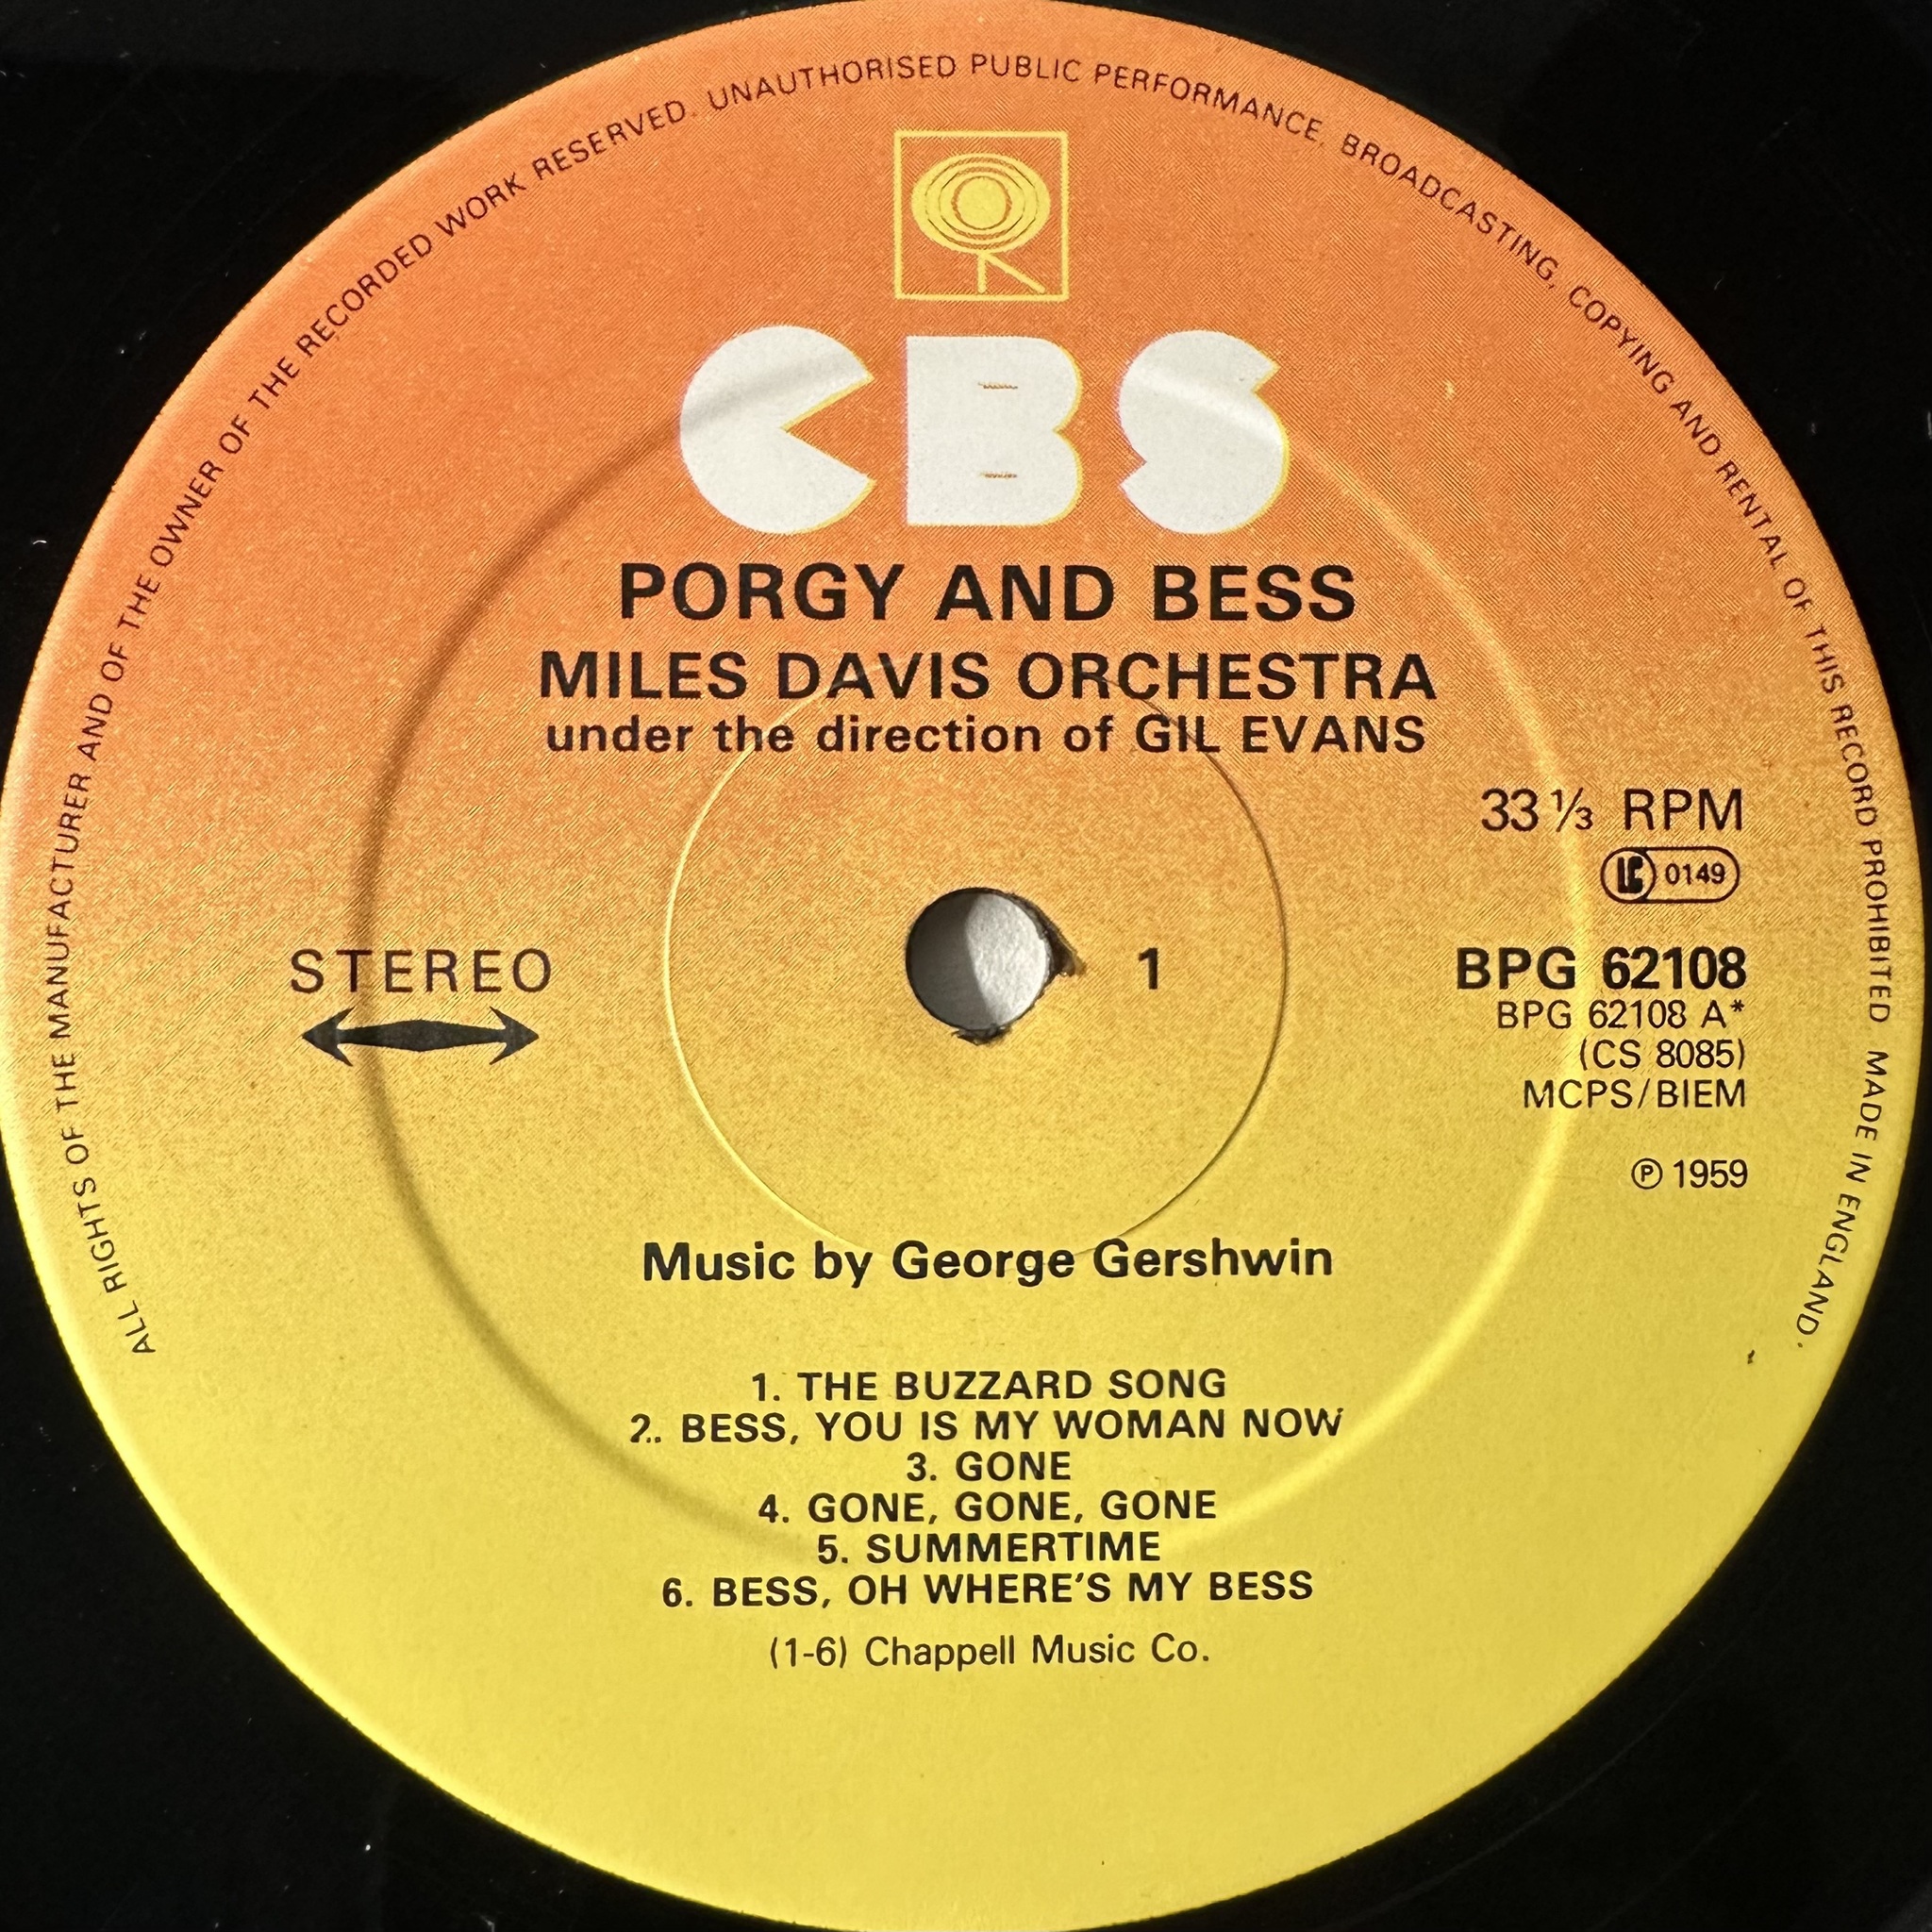 ALL RIGHTS OF THE MANUFACTURER AND OF THE OWNER OF THE RECORDED WORK RESERVED. UNAUTHORISED PUBLIC PERFORMANCE, BROADCASTING, COPYING AND RENTAL OF THIS RECORD PROHIBITED MADE IN ENGLAND.
CBS
PORGY AND BESS
MILES DAVIS ORCHESTRA
under the direction of GIL EVANS
33⅓ RPM
LC 0149
STEREO
1
BPG 62108
BPG 62108 A*
(CS 8085)
MCPS/BIEM
℗ 1959
Music by George Gershwin
1. THE BUZZARD SONG
2.. BESS, YOU IS MY WOMAN NOW
3. GONE
4. GONE, GONE, GONE
5. SUMMERTIME
6. BESS, OH WHERE'S MY BESS
(1-6) Chappell Music Co.